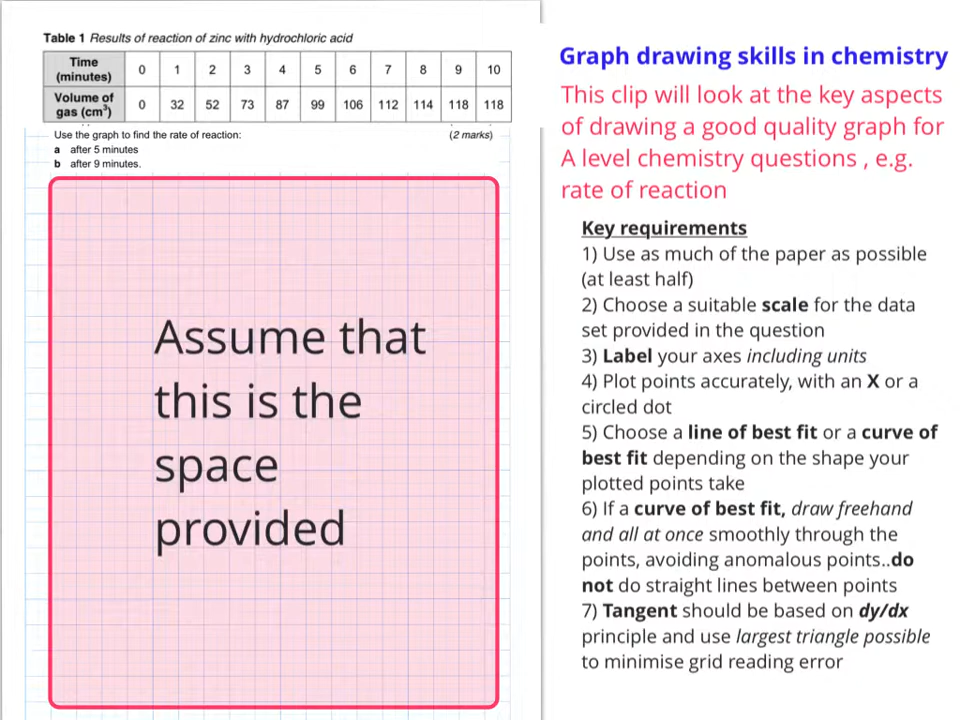 Table 1 Results of reaction of zinc with hydrochloric acid
Time (minutes) 0 1 2 3 4 5 6 7 8 9 10
Volume of gas (cm³) 0 32 52 73 87 99 106 112 114 118 118
Use the graph to find the rate of reaction: (2 marks)
a after 5 minutes
b after 9 minutes.
Assume that
this is the
space
provided
Graph drawing skills in chemistry
This clip will look at the key aspects
of drawing a good quality graph for
A level chemistry questions , e.g.
rate of reaction
Key requirements
1) Use as much of the paper as possible
(at least half)
2) Choose a suitable scale for the data
set provided in the question
3) Label your axes including units
4) Plot points accurately, with an X or a
circled dot
5) Choose a line of best fit or a curve of
best fit depending on the shape your
plotted points take
6) If a curve of best fit, draw freehand
and all at once smoothly through the
points, avoiding anomalous points..do
not do straight lines between points
7) Tangent should be based on dy/dx
principle and use largest triangle possible
to minimise grid reading error